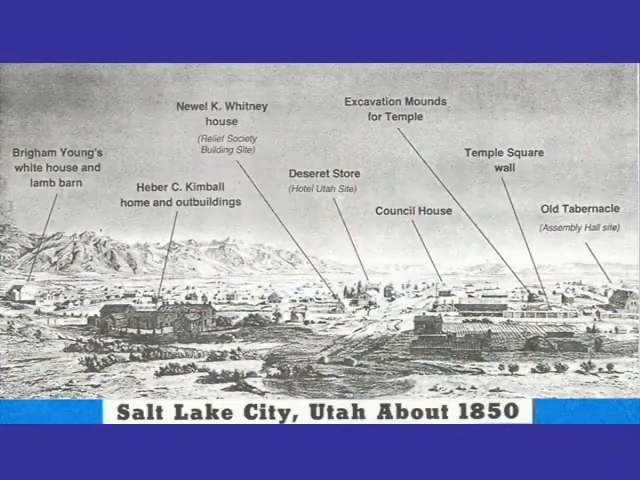 Newel K. Whitney
house
(Relief Society
Building Site)
Excavation Mounds
for Temple
Brigham Young's
white house and
lamb barn
Heber C. Kimball
home and outbuildings
Deseret Store
(Hotel Utah Site)
Council House
Temple Square
wall
Old Tabernacle
(Assembly Hall site)
Salt Lake City, Utah About 1850